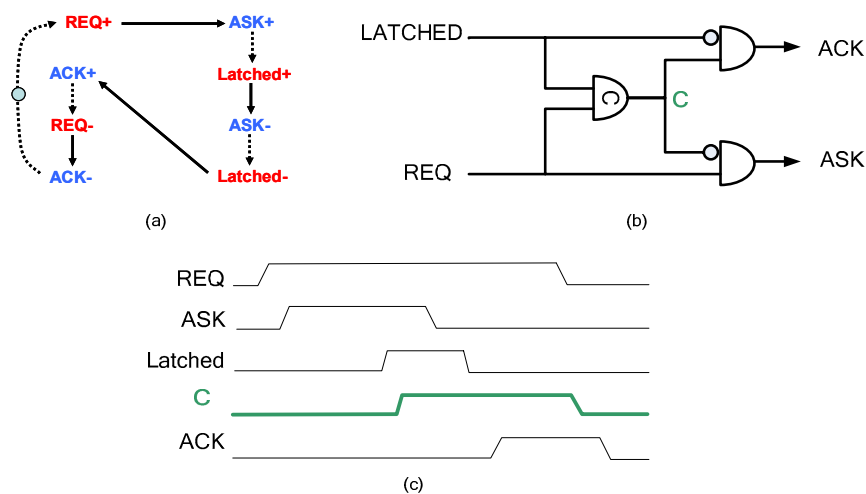 REQ+ ASK+
ACK+ Latched+
REQ- ASK-
ACK- Latched-
(a)
LATCHED
C
C
ACK
REQ
ASK
(b)
REQ
ASK
Latched
C
ACK
(c)